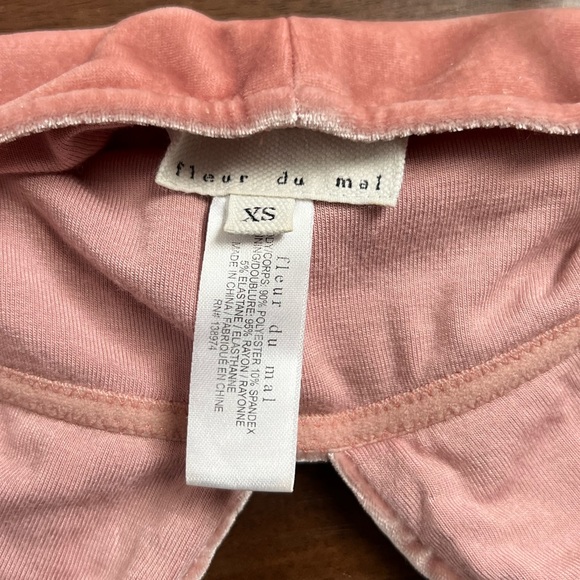 fleur du mal
XS
fleur du mal
BODY/CORPS: 90% POLYESTER 10% SPANDEX
LINING/DOUBLURE: 95% RAYON / RAYONNE
5% ELASTANE / ELASTHANNE
MADE IN CHINA / FABRIQUE EN CHINE
RN# 138974